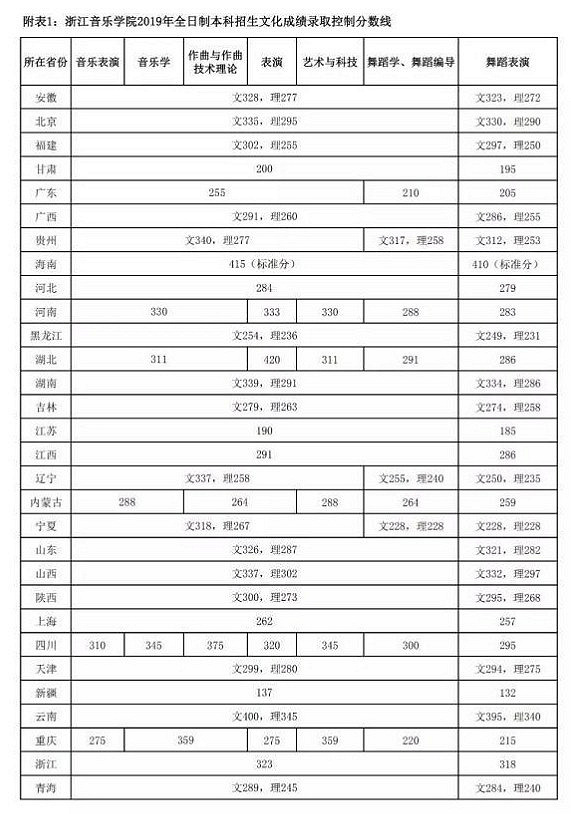 附表1：浙江音乐学院2019年全日制本科招生文化成绩录取控制分数线
所在省份 音乐表演 音乐学 作曲与作曲技术理论 表演 艺术与科技 舞蹈学、舞蹈编导 舞蹈表演
安徽 文328，理277 文323，理272
北京 文335，理295 文330，理290
福建 文302，理255 文297，理250
甘肃 200 195
广东 255 210 205
广西 文291，理260 文286，理255
贵州 文340，理277 文317，理258 文312，理253
海南 415（标准分） 410（标准分）
河北 284 279
河南 330 333 330 288 283
黑龙江 文254，理236 文249，理231
湖北 311 420 311 291 286
湖南 文339，理291 文334，理286
吉林 文279，理263 文274，理258
江苏 190 185
江西 291 286
辽宁 文337，理258 文255，理240 文250，理235
内蒙古 288 264 288 264 259
宁夏 文318，理267 文228，理228 文228，理228
山东 文326，理287 文321，理282
山西 文337，理302 文332，理297
陕西 文300，理273 文295，理268
上海 262 257
四川 310 345 375 320 345 300 295
天津 文299，理280 文294，理275
新疆 137 132
云南 文400，理345 文395，理340
重庆 275 359 275 359 220 215
浙江 323 318
青海 文289，理245 文284，理240